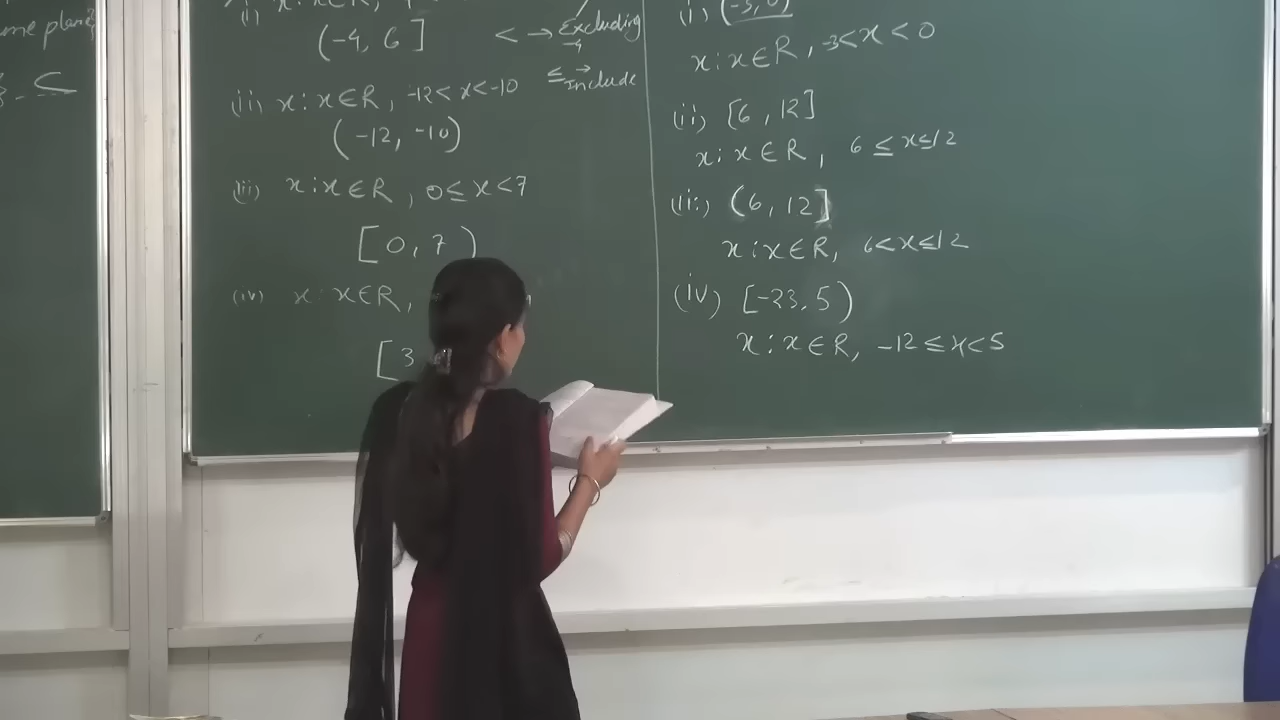 me plane
(i) x : x ∈ R,
(-4, 6]
< → Excluding
-4
≤ → Include
(ii) x : x ∈ R, -12 < x < -10
(-12, -10)
(iii) x : x ∈ R, 0 ≤ x < 7
[0, 7)
(iv) x : x ∈ R,
[3
(i) (-3, 0)
x : x ∈ R, -3 < x < 0
(ii) [6, 12]
x : x ∈ R, 6 ≤ x ≤ 12
(iii) (6, 12]
x : x ∈ R, 6 < x ≤ 12
(iv) [-23, 5)
x : x ∈ R, -12 ≤ x < 5